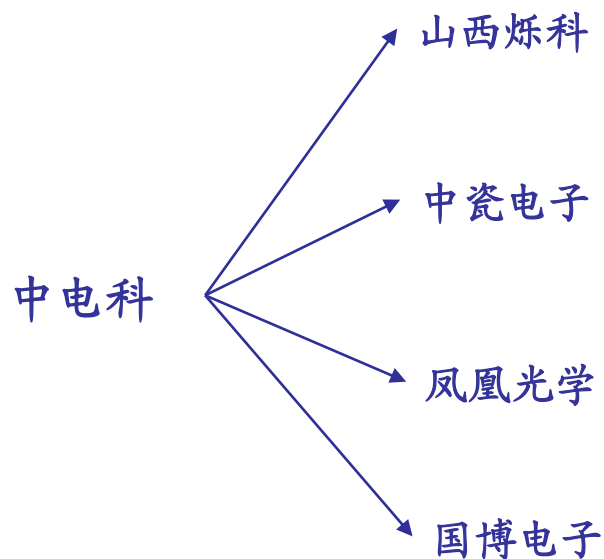 山西烁科
中瓷电子
中电科
凤凰光学
国博电子